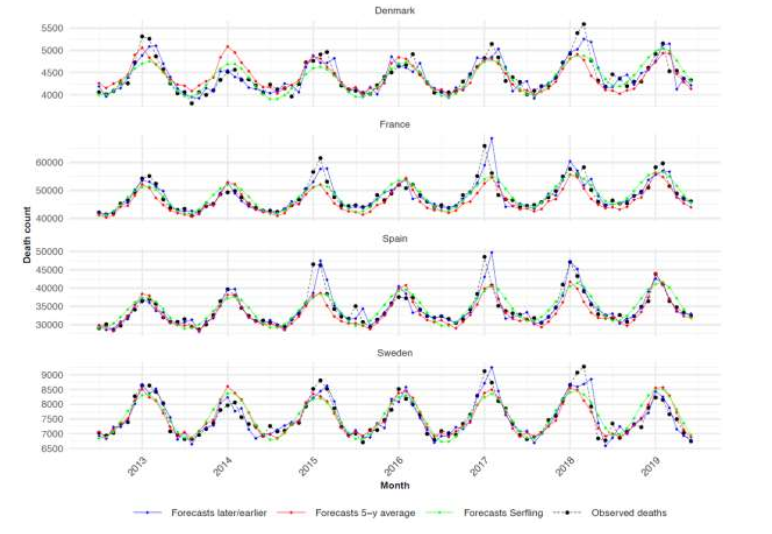 Denmark
5500
5000
4500
4000
France
60000
50000
40000
Spain
50000
45000
40000
35000
30000
Sweden
9000
8500
8000
7500
7000
6500
Death count
2013 2014 2015 2016 2017 2018 2019
Month
Forecasts later/earlier Forecasts 5-y average Forecasts Serfling Observed deaths